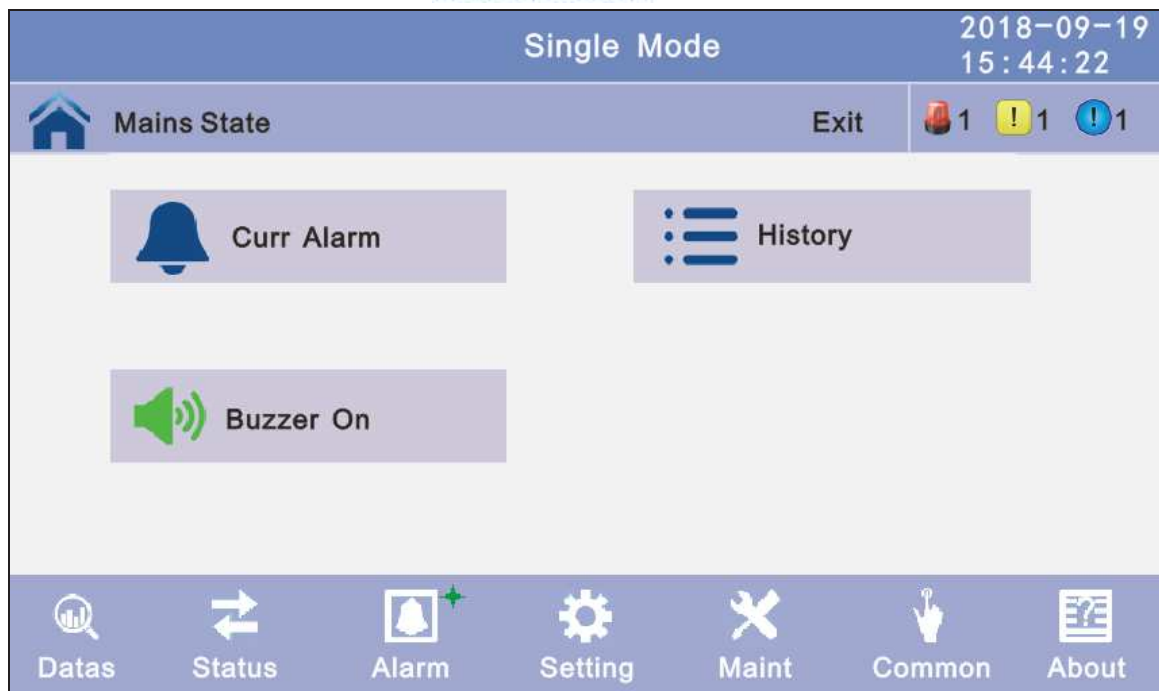 Single Mode
2018-09-19
15:44:22
Mains State Exit 1 ! 1 ! 1
Curr Alarm
History
Buzzer On
Datas Status Alarm Setting Maint Common About